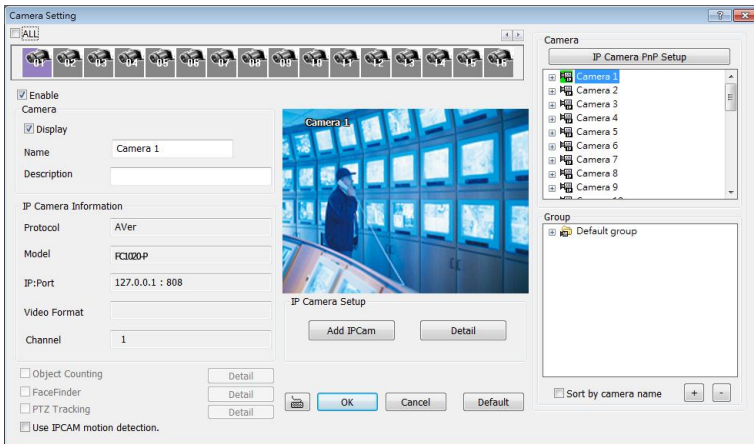 Camera Setting
ALL
01 02 03 04 05 06 07 08 09 10 11 12 13 14 15 16
Enable
Camera
Display
Name
Camera 1
Description
IP Camera Information
Protocol
AVer
Model
FC1020-P
IP:Port
127.0.0.1 : 808
Video Format
Channel
1
Object Counting
Detail
FaceFinder
Detail
PTZ Tracking
Detail
Use IPCAM motion detection.
Camera 1
IP Camera Setup
Add IPCam
Detail
OK
Cancel
Default
Camera
IP Camera PnP Setup
Camera 1
Camera 2
Camera 3
Camera 4
Camera 5
Camera 6
Camera 7
Camera 8
Camera 9
Group
Default group
Sort by camera name
+
-